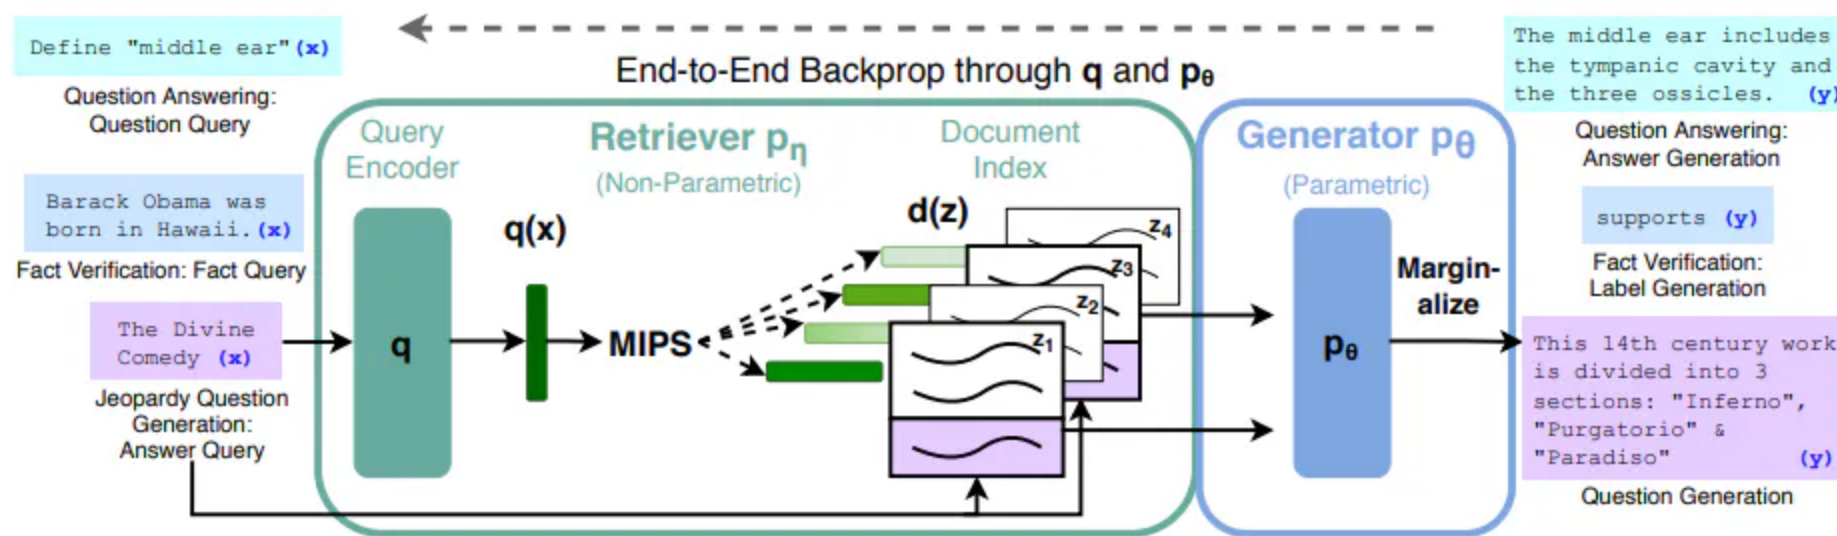 Define "middle ear" (x)
Question Answering:
Question Query
Barack Obama was
born in Hawaii. (x)
Fact Verification: Fact Query
The Divine
Comedy (x)
Jeopardy Question
Generation:
Answer Query
End-to-End Backprop through q and pθ
Query
Encoder
q
Retriever pη
(Non-Parametric)
q(x)
MIPS
Document
Index
d(z)
z4
z3
z2
z1
Generator pθ
(Parametric)
pθ
Margin-
alize
The middle ear includes
the tympanic cavity and
the three ossicles. (y)
Question Answering:
Answer Generation
supports (y)
Fact Verification:
Label Generation
This 14th century work
is divided into 3
sections: "Inferno",
"Purgatorio" &
"Paradiso" (y)
Question Generation